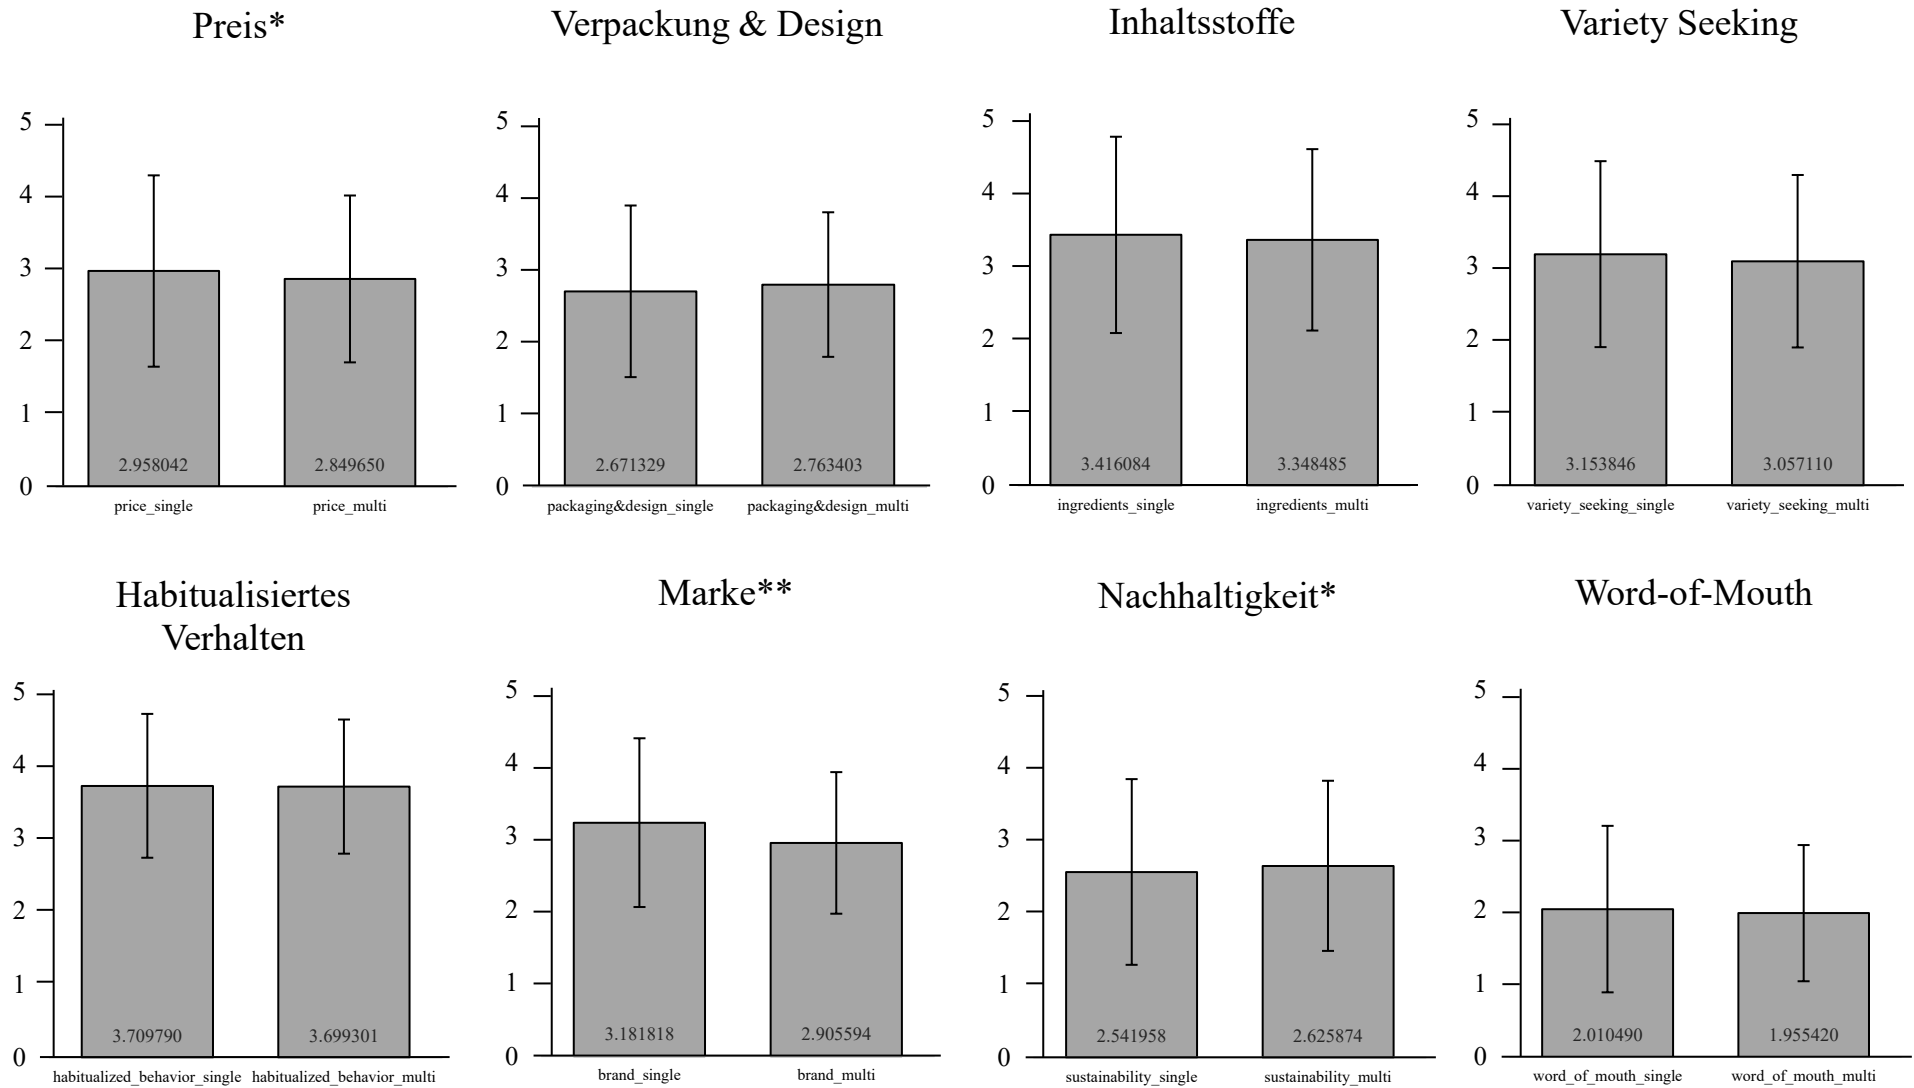 Preis*
5
4
3
2
1
0
2.958042
2.849650
price_single
price_multi
Verpackung & Design
5
4
3
2
1
0
2.671329
2.763403
packaging&design_single
packaging&design_multi
Inhaltsstoffe
5
4
3
2
1
0
3.416084
3.348485
ingredients_single
ingredients_multi
Variety Seeking
5
4
3
2
1
0
3.153846
3.057110
variety_seeking_single
variety_seeking_multi
Habitualisiertes
Verhalten
5
4
3
2
1
0
3.709790
3.699301
habitualized_behavior_single
habitualized_behavior_multi
Marke**
5
4
3
2
1
0
3.181818
2.905594
brand_single
brand_multi
Nachhaltigkeit*
5
4
3
2
1
0
2.541958
2.625874
sustainability_single
sustainability_multi
Word-of-Mouth
5
4
3
2
1
0
2.010490
1.955420
word_of_mouth_single
word_of_mouth_multi